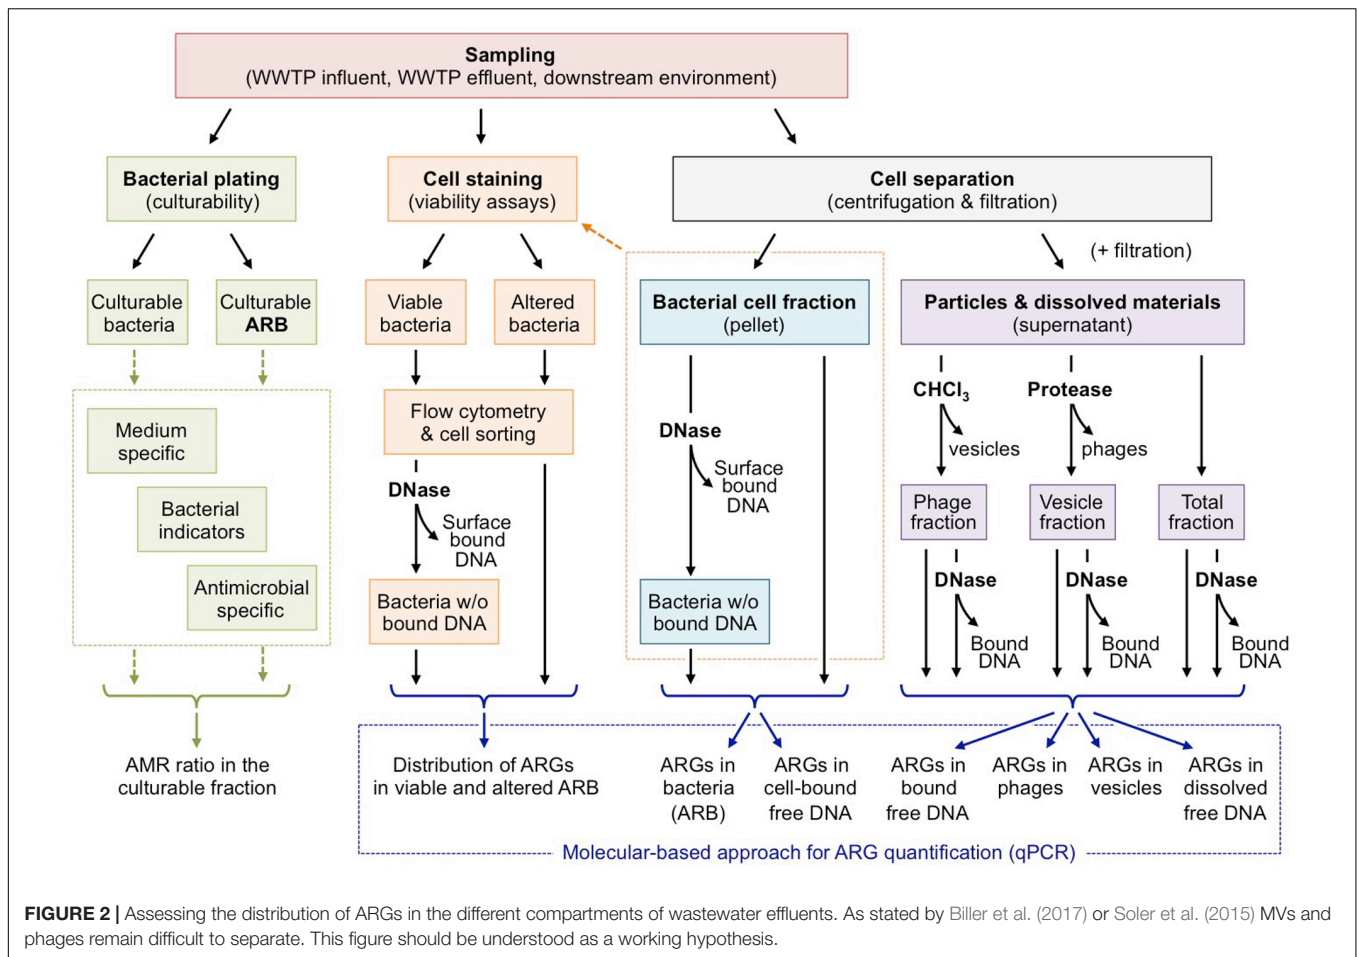 Sampling
(WWTP influent, WWTP effluent, downstream environment)
Bacterial plating
(culturability)
Cell staining
(viability assays)
Cell separation
(centrifugation & filtration)
(+ filtration)
Culturable
bacteria
Culturable
ARB
Viable
bacteria
Altered
bacteria
Bacterial cell fraction
(pellet)
Particles & dissolved materials
(supernatant)
Medium
specific
Bacterial
indicators
Antimicrobial
specific
Flow cytometry
& cell sorting
DNase
Surface
bound
DNA
Bacteria w/o
bound DNA
DNase
Surface
bound
DNA
Bacteria w/o
bound DNA
CHCl₃
vesicles
Protease
phages
Phage
fraction
Vesicle
fraction
Total
fraction
DNase
Bound
DNA
DNase
Bound
DNA
DNase
Bound
DNA
AMR ratio in the
culturable fraction
Distribution of ARGs
in viable and altered ARB
ARGs in
bacteria
(ARB)
ARGs in
cell-bound
free DNA
ARGs in
bound
free DNA
ARGs in
phages
ARGs in
vesicles
ARGs in
dissolved
free DNA
Molecular-based approach for ARG quantification (qPCR)
FIGURE 2 | Assessing the distribution of ARGs in the different compartments of wastewater effluents. As stated by Biller et al. (2017) or Soler et al. (2015) MVs and
phages remain difficult to separate. This figure should be understood as a working hypothesis.